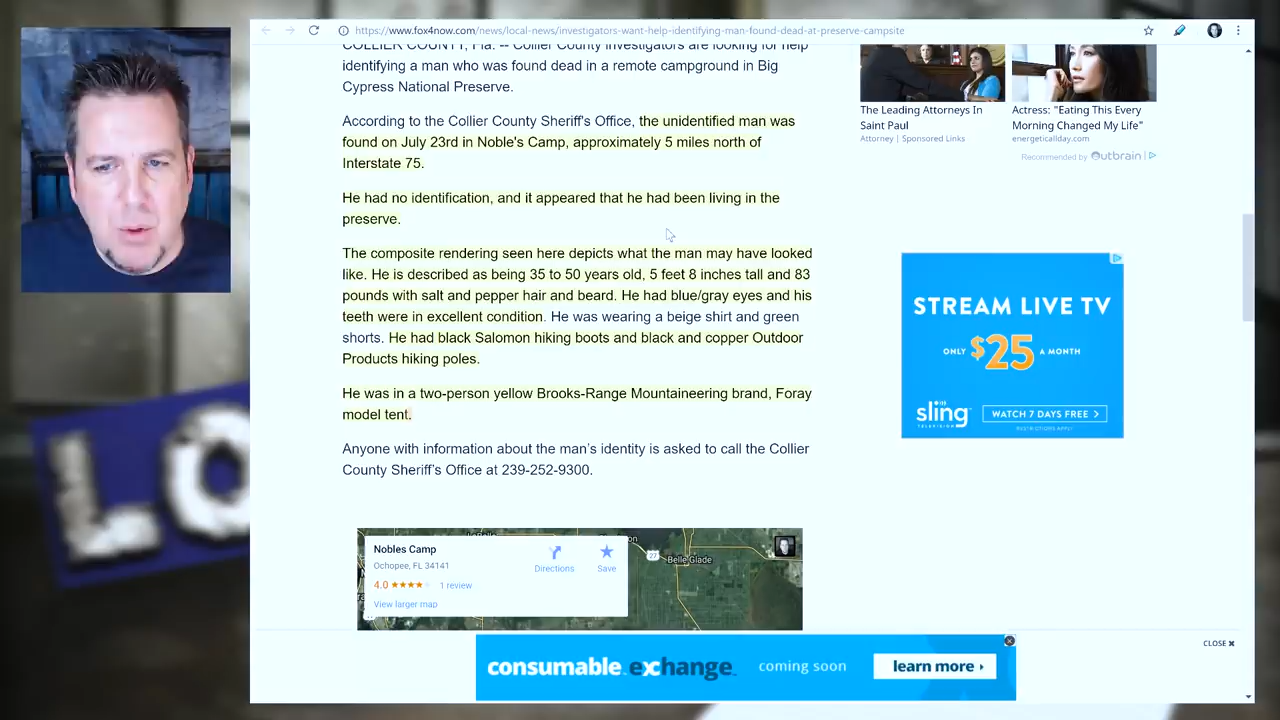 https://www.fox4now.com/news/local-news/investigators-want-help-identifying-man-found-dead-at-preserve-campsite
COLLIER COUNTY, Fla. -- Collier County investigators are looking for help
identifying a man who was found dead in a remote campground in Big
Cypress National Preserve.
According to the Collier County Sheriff's Office, the unidentified man was
found on July 23rd in Noble's Camp, approximately 5 miles north of
Interstate 75.
He had no identification, and it appeared that he had been living in the
preserve.
The composite rendering seen here depicts what the man may have looked
like. He is described as being 35 to 50 years old, 5 feet 8 inches tall and 83
pounds with salt and pepper hair and beard. He had blue/gray eyes and his
teeth were in excellent condition. He was wearing a beige shirt and green
shorts. He had black Salomon hiking boots and black and copper Outdoor
Products hiking poles.
He was in a two-person yellow Brooks-Range Mountaineering brand, Foray
model tent.
Anyone with information about the man's identity is asked to call the Collier
County Sheriff's Office at 239-252-9300.
Nobles Camp
Ochopee, FL 34141
4.0
1 review
View larger map
Directions
Save
27
Belle Glade
The Leading Attorneys In
Saint Paul
Attorney | Sponsored Links
Actress: "Eating This Every
Morning Changed My Life"
energeticallday.com
Recommended by Outbrain
STREAM LIVE TV
ONLY $25 A MONTH
sling
TELEVISION
WATCH 7 DAYS FREE >
RESTRICTIONS APPLY
CLOSE
consumable exchange
coming soon
learn more
LO